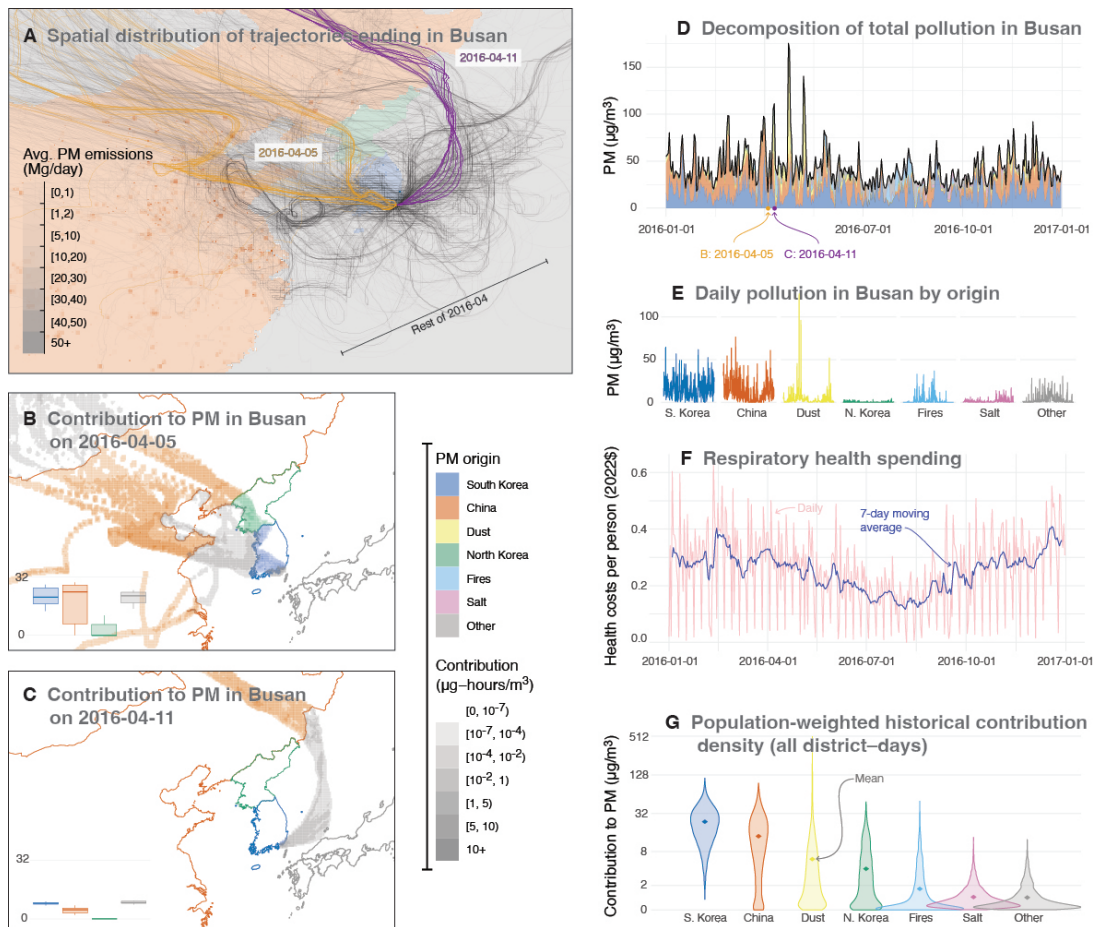 A Spatial distribution of trajectories ending in Busan
2016-04-11
2016-04-05
Avg. PM emissions
(Mg/day)
[0,1)
[1,2)
[5,10)
[10,20)
[20,30)
[30,40)
[40,50)
50+
Rest of 2016-04
B Contribution to PM in Busan
on 2016-04-05
32
0
C Contribution to PM in Busan
on 2016-04-11
32
0
PM origin
South Korea
China
Dust
North Korea
Fires
Salt
Other
Contribution
(µg–hours/m³)
[0, 10⁻⁷)
[10⁻⁷, 10⁻⁴)
[10⁻⁴, 10⁻²)
[10⁻², 1)
[1, 5)
[5, 10)
10+
D Decomposition of total pollution in Busan
PM (µg/m³)
150
100
50
0
2016-01-01 2016-07-01 2016-10-01 2017-01-01
B: 2016-04-05 C: 2016-04-11
E Daily pollution in Busan by origin
PM (µg/m³)
100
50
0
S. Korea China Dust N. Korea Fires Salt Other
F Respiratory health spending
Health costs per person (2022$)
0.6
0.4
0.2
0.0
Daily
7-day moving
average
2016-01-01 2016-04-01 2016-07-01 2016-10-01 2017-01-01
G Population-weighted historical contribution
density (all district–days)
Contribution to PM (µg/m³)
512
128
32
8
2
0
Mean
S. Korea China Dust N. Korea Fires Salt Other